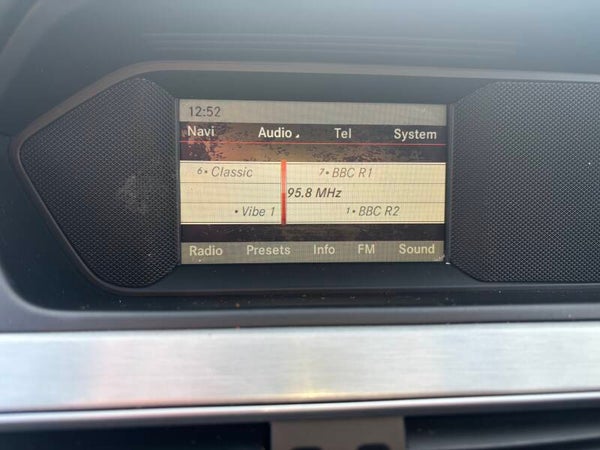 12:52
Navi Audio Tel System
6• Classic 7• BBC R1
95.8 MHz
• Vibe 1 1• BBC R2
Radio Presets Info FM Sound